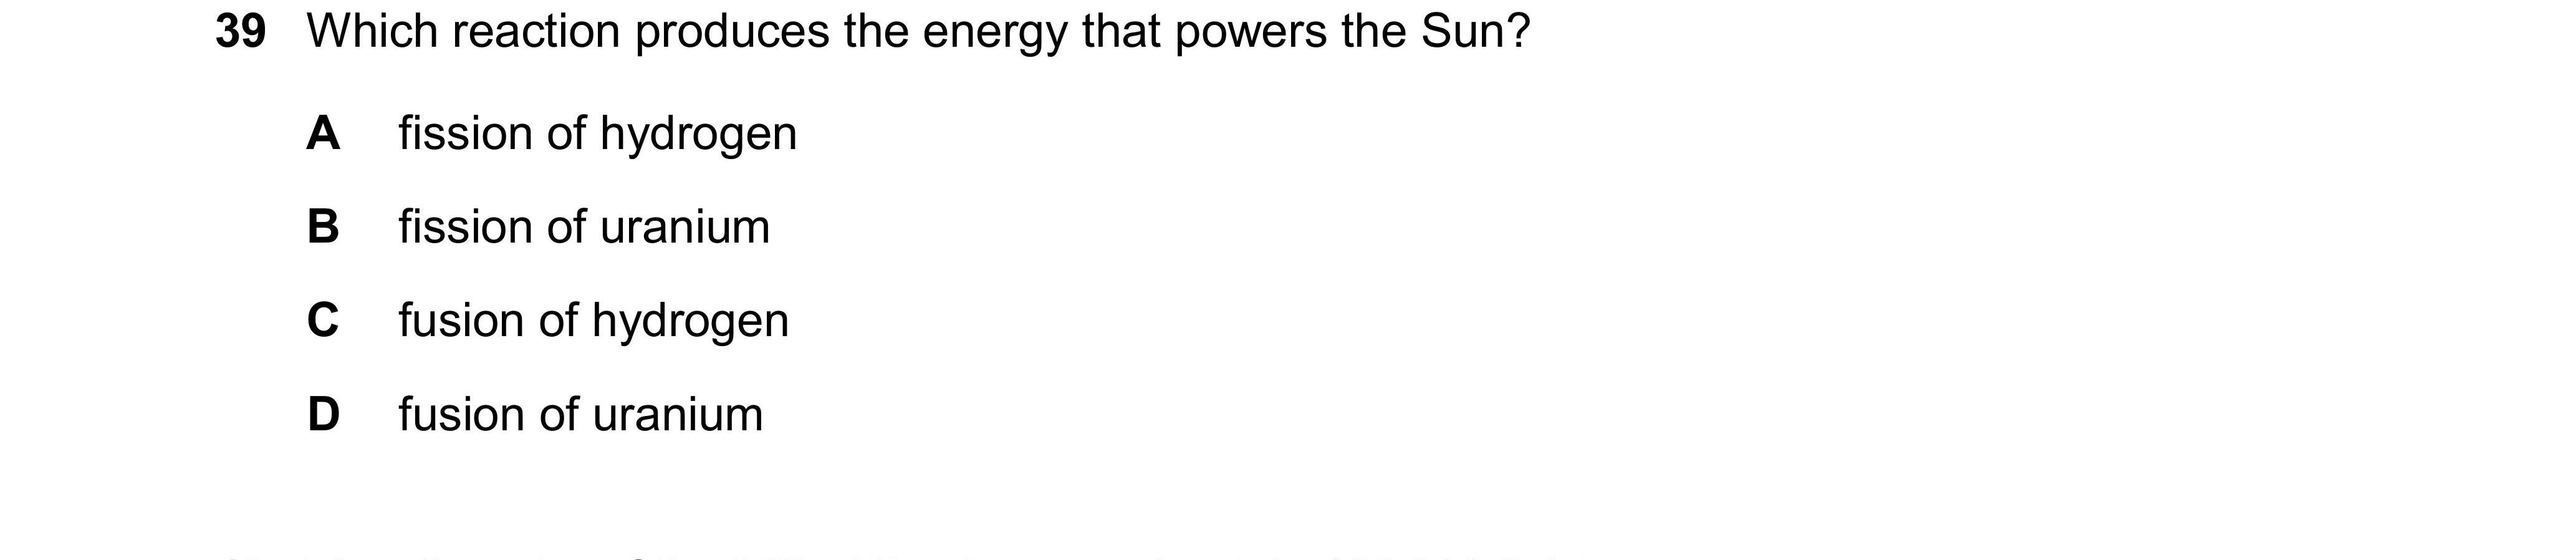 39 Which reaction produces the energy that powers the Sun?
A fission of hydrogen
B fission of uranium
C fusion of hydrogen
D fusion of uranium